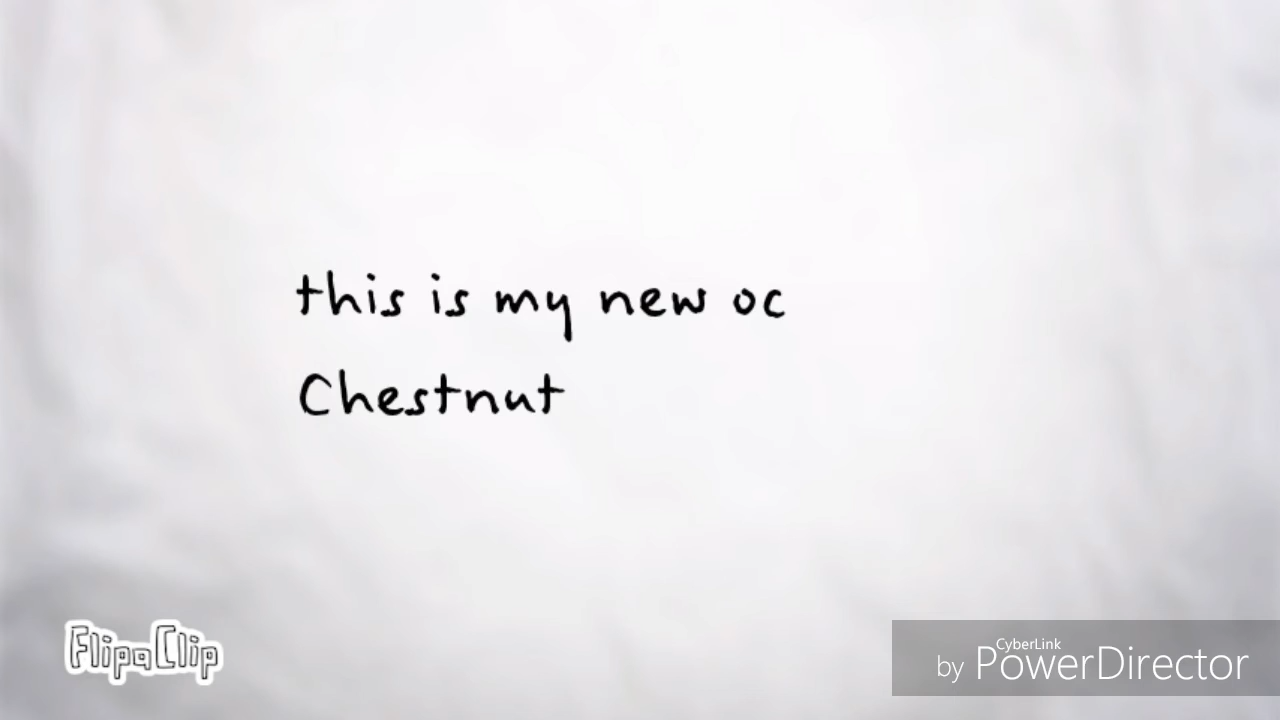 this is my new oc
Chestnut
FlipaClip
CyberLink
by PowerDirector